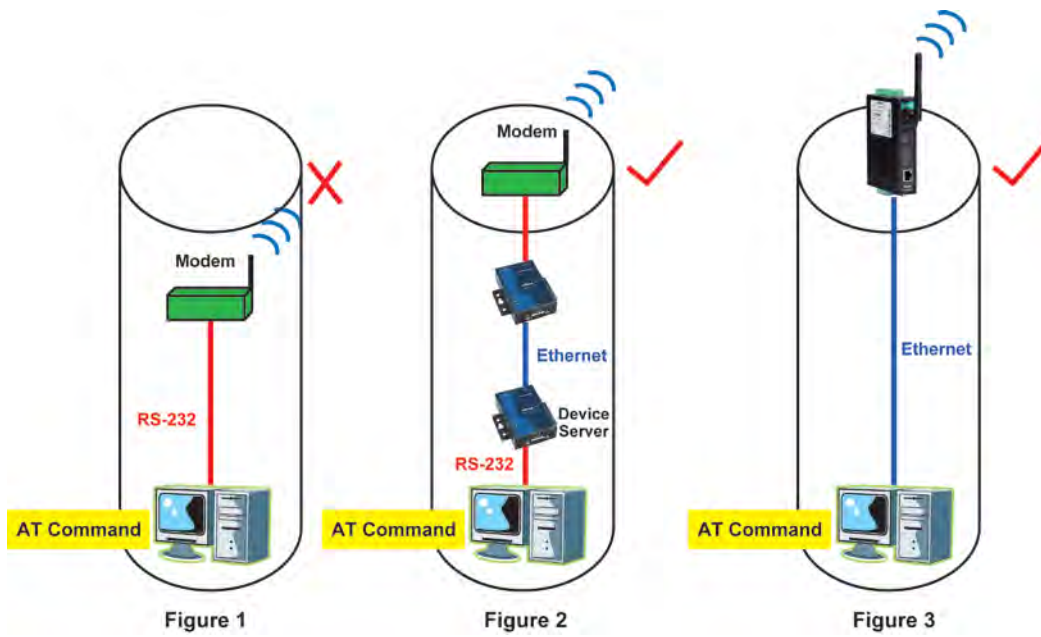 Modem
RS-232
AT Command
Figure 1
Modem
Ethernet
Device
Server
RS-232
AT Command
Figure 2
Ethernet
AT Command
Figure 3